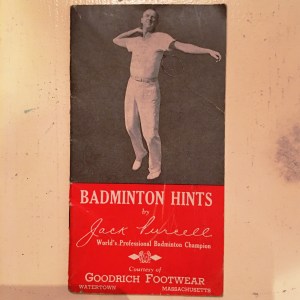 BADMINTON HINTS
by
Jack Purcell
World's Professional Badminton Champion
Courtesy of
GOODRICH FOOTWEAR
WATERTOWN MASSACHUSETTS